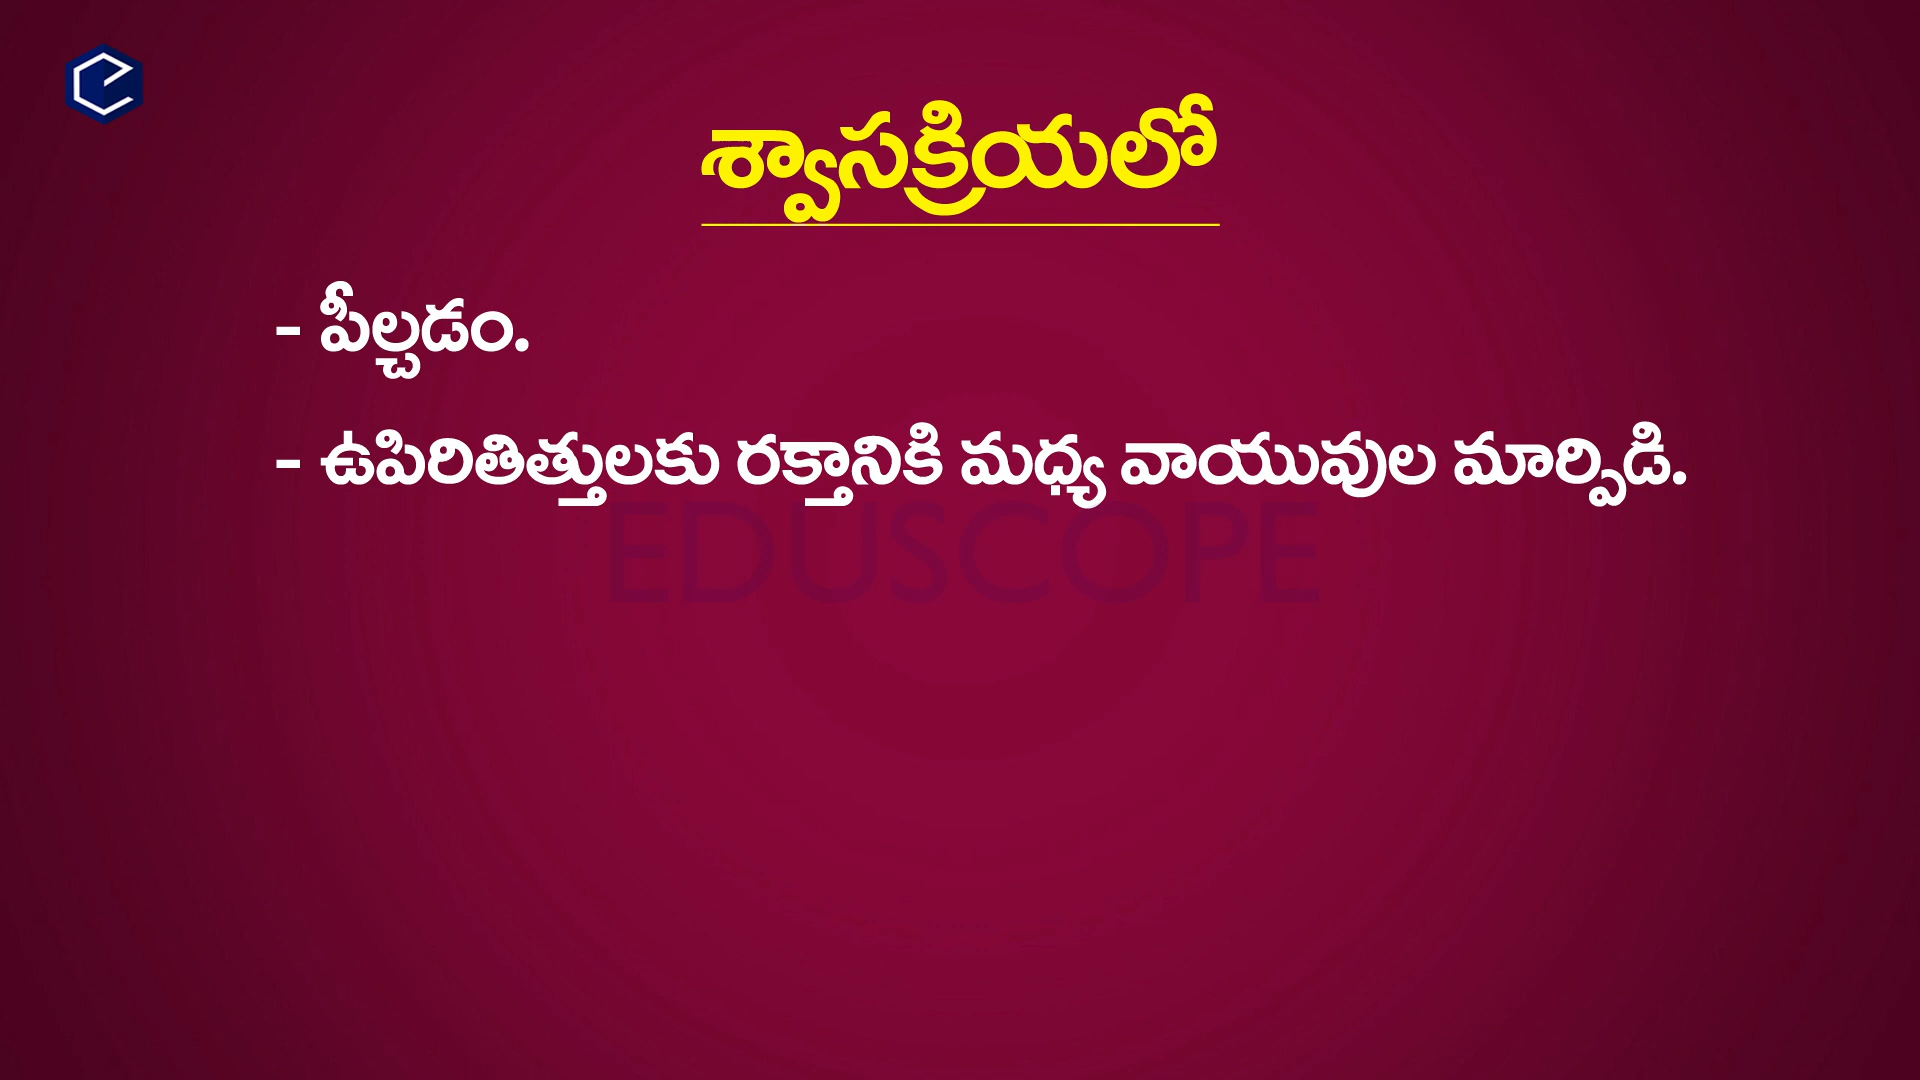 శ్వాసక్రియలో
- పీల్చడం.
- ఉపిరితిత్తులకు రక్తానికి మధ్య వాయువుల మార్పిడి.
EDUSCOPE